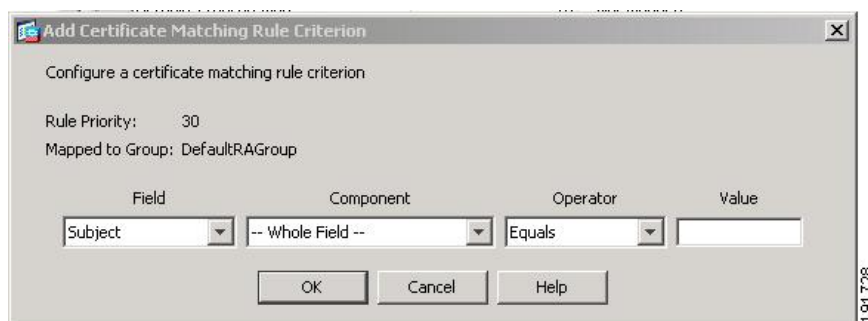 Add Certificate Matching Rule Criterion
Configure a certificate matching rule criterion
Rule Priority: 30
Mapped to Group: DefaultRAGroup
Field Component Operator Value
Subject -- Whole Field -- Equals
OK Cancel Help
191728